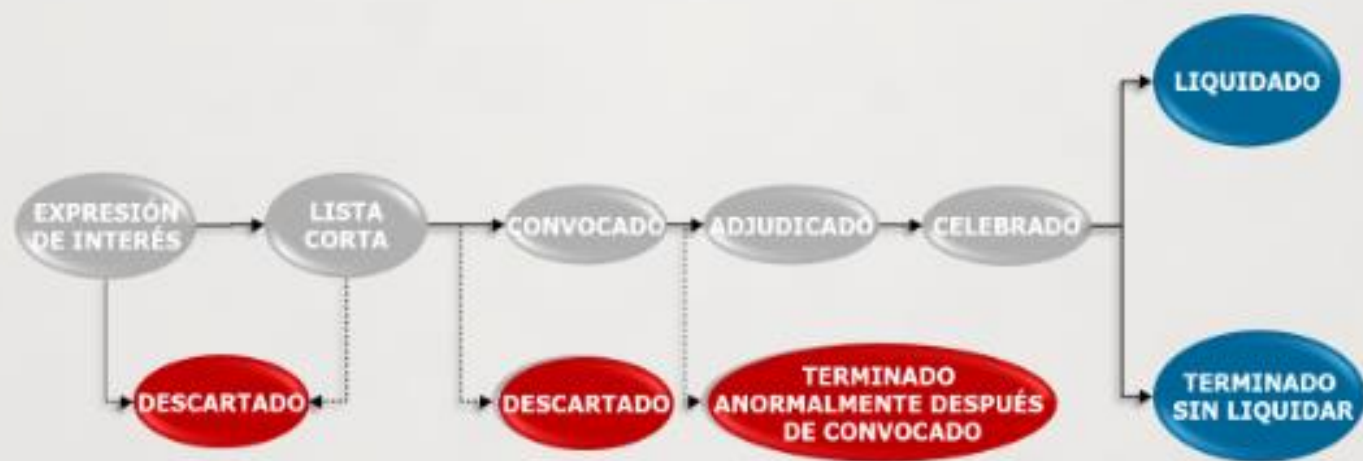 LIQUIDADO
EXPRESIÓN
DE INTERÉS
LISTA
CORTA
CONVOCADO
ADJUDICADO
CELEBRADO
DESCARTADO
DESCARTADO
TERMINADO
ANORMALMENTE DESPUÉS
DE CONVOCADO
TERMINADO
SIN LIQUIDAR